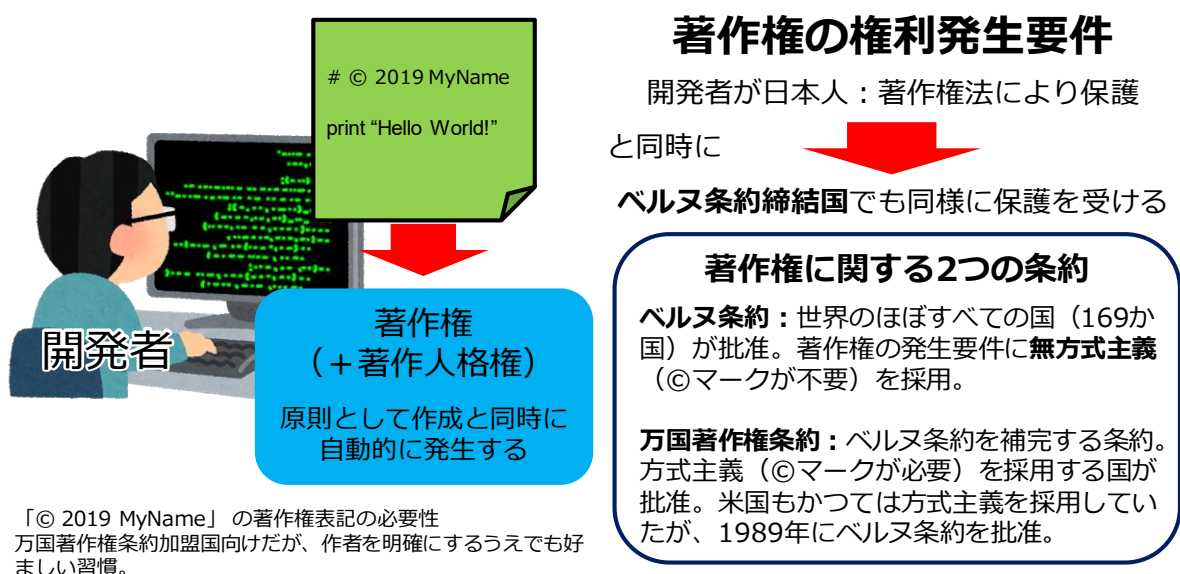 # © 2019 MyName
print “Hello World!”
開発者
著作権
（＋著作人格権）
原則として作成と同時に
自動的に発生する
「© 2019 MyName」 の著作権表記の必要性
万国著作権条約加盟国向けだが、作者を明確にするうえでも好
ましい習慣。
著作権の権利発生要件
開発者が日本人：著作権法により保護
と同時に
ベルヌ条約締結国でも同様に保護を受ける
著作権に関する2つの条約
ベルヌ条約：世界のほぼすべての国（169か
国）が批准。著作権の発生要件に無方式主義
（©マークが不要）を採用。
万国著作権条約：ベルヌ条約を補完する条約。
方式主義（©マークが必要）を採用する国が
批准。米国もかつては方式主義を採用してい
たが、1989年にベルヌ条約を批准。